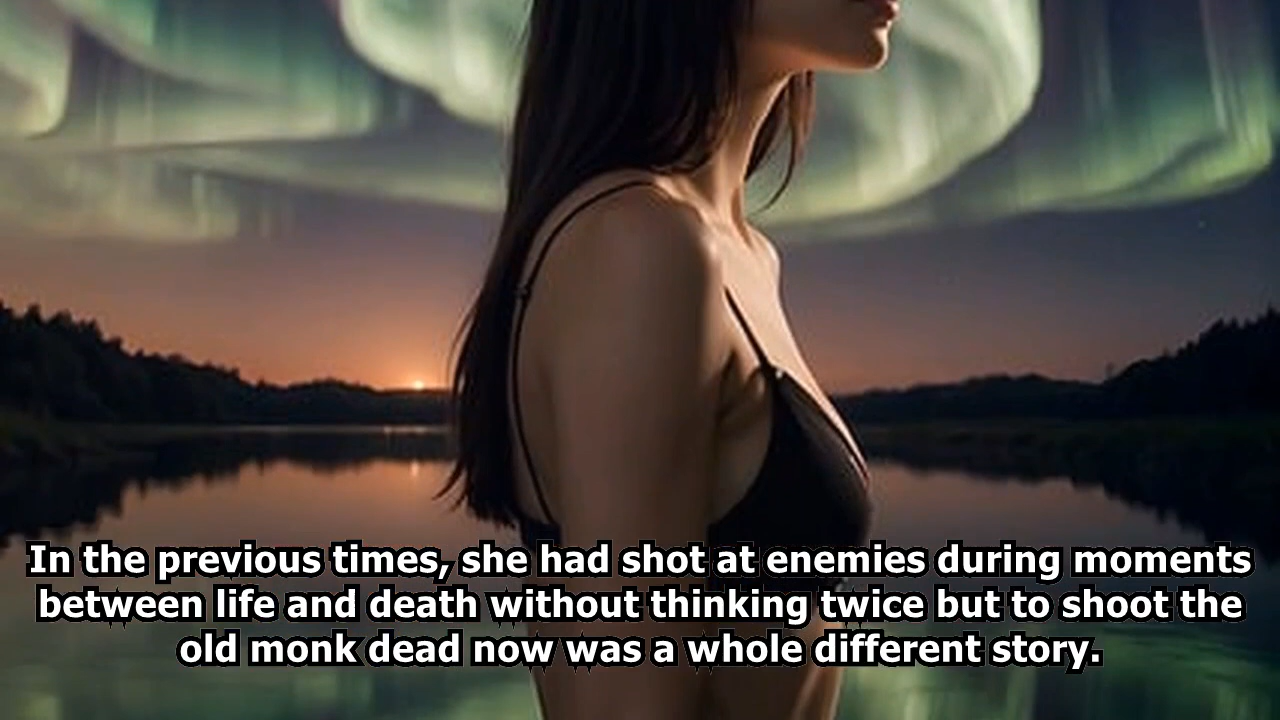 In the previous times, she had shot at enemies during moments
between life and death without thinking twice but to shoot the
old monk dead now was a whole different story.